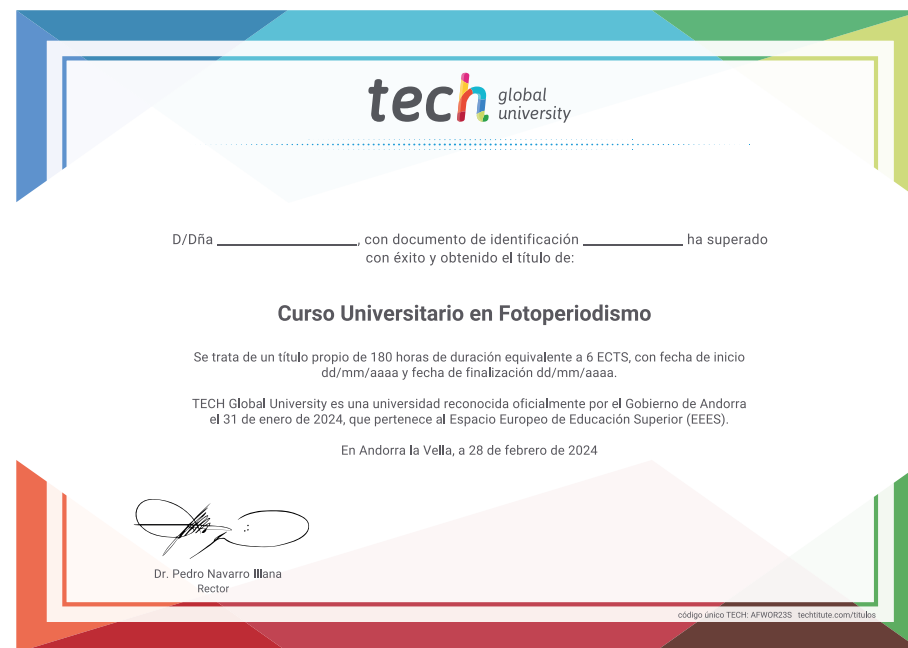 tech global university
D/Dña ____________________, con documento de identificación ______________ ha superado
con éxito y obtenido el título de:
Curso Universitario en Fotoperiodismo
Se trata de un título propio de 180 horas de duración equivalente a 6 ECTS, con fecha de inicio
dd/mm/aaaa y fecha de finalización dd/mm/aaaa.
TECH Global University es una universidad reconocida oficialmente por el Gobierno de Andorra
el 31 de enero de 2024, que pertenece al Espacio Europeo de Educación Superior (EEES).
En Andorra la Vella, a 28 de febrero de 2024
Dr. Pedro Navarro Illana
Rector
código único TECH: AFWOR23S techtitute.com/titulos